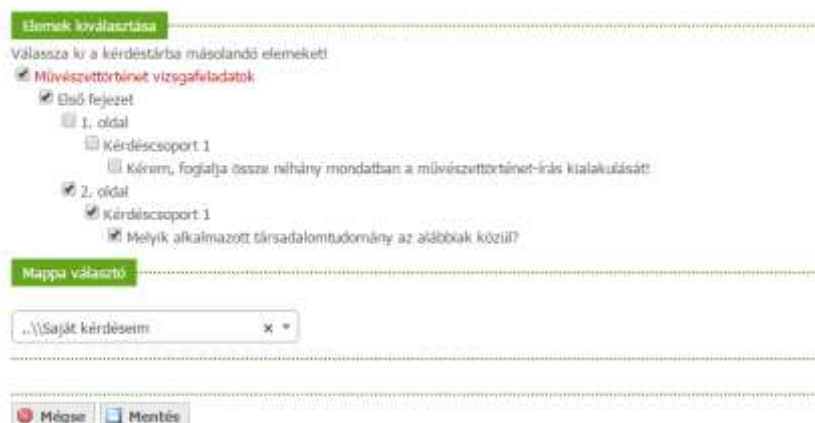 Elemek kiválasztása
Válassza ki a kérdéstárba másolandó elemeket!
Művészettörténet vizsgafeladatok
Első fejezet
1. oldal
Kérdéscsoport 1
Kérem, foglalja össze néhány mondatban a művészettörténet-írás kialakulását!
2. oldal
Kérdéscsoport 1
Melyik alkalmazott társadalomtudomány az alábbiak közül?
Mappa választó
..\\Saját kérdéseim
Mégse Mentés